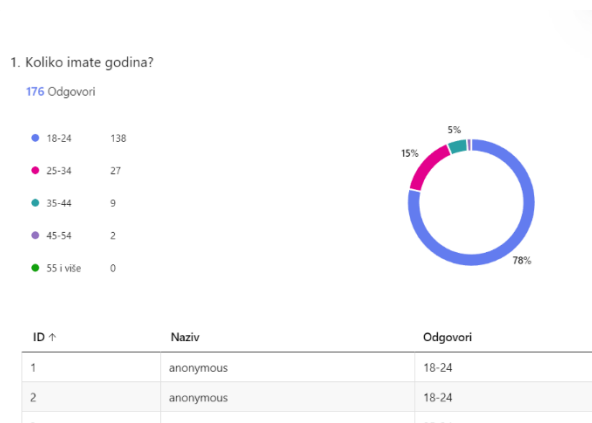 1. Koliko imate godina?
176 Odgovori
18-24 138
25-34 27
35-44 9
45-54 2
55 i više 0
5%
15%
78%
ID ↑ Naziv Odgovori
1 anonymous 18-24
2 anonymous 18-24